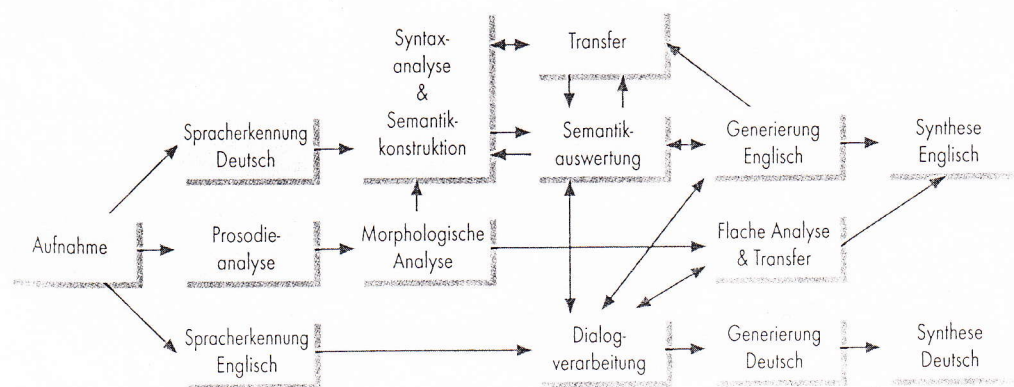 Syntax-
analyse
&
Semantik-
konstruktion
Transfer
Spracherkennung
Deutsch
Semantik-
auswertung
Generierung
Englisch
Synthese
Englisch
Aufnahme
Prosodie-
analyse
Morphologische
Analyse
Flache Analyse
& Transfer
Spracherkennung
Englisch
Dialog-
verarbeitung
Generierung
Deutsch
Synthese
Deutsch